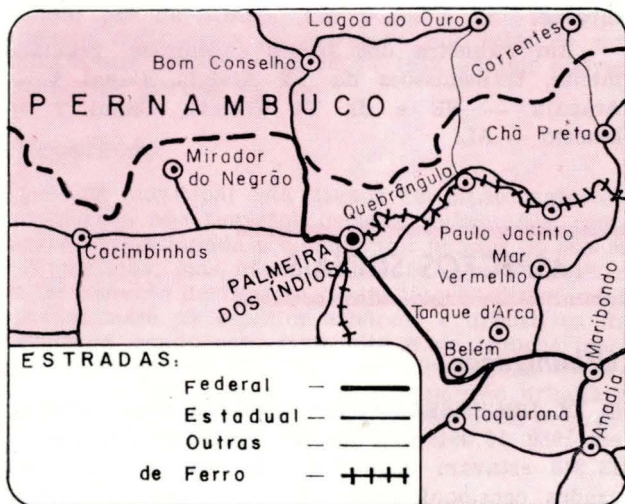 Lagoa do Ouro
Correntes
Bom Conselho
PERNAMBUCO
Chã Preta
Mirador
do Negrão
Quebrângulo
Cacimbinhas
PALMEIRA
DOS ÍNDIOS
Paulo Jacinto
Mar
Vermelho
Tanque d'Arca
Maribondo
Belém
ESTRADAS:
Federal —
Estadual —
Outras —
de Ferro —
Taquarana
Anadia